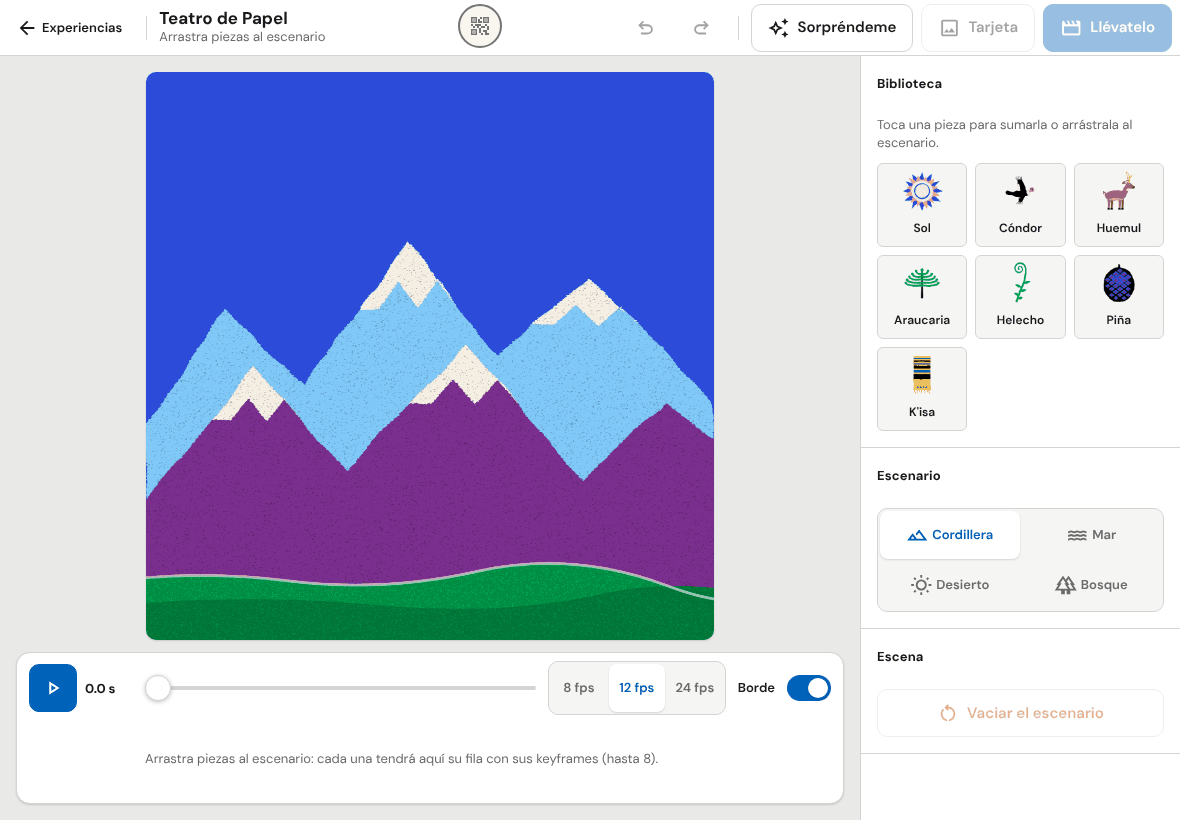 Experiencias
Teatro de Papel
Arrastra piezas al escenario
Sorpréndeme
Tarjeta
Llévatelo
Biblioteca
Toca una pieza para sumarla o arrástrala al
escenario.
Sol
Cóndor
Huemul
Araucaria
Helecho
Piña
K'isa
Escenario
Cordillera
Mar
Desierto
Bosque
Escena
Vaciar el escenario
0.0 s
8 fps
12 fps
24 fps
Borde
Arrastra piezas al escenario: cada una tendrá aquí su fila con sus keyframes (hasta 8).